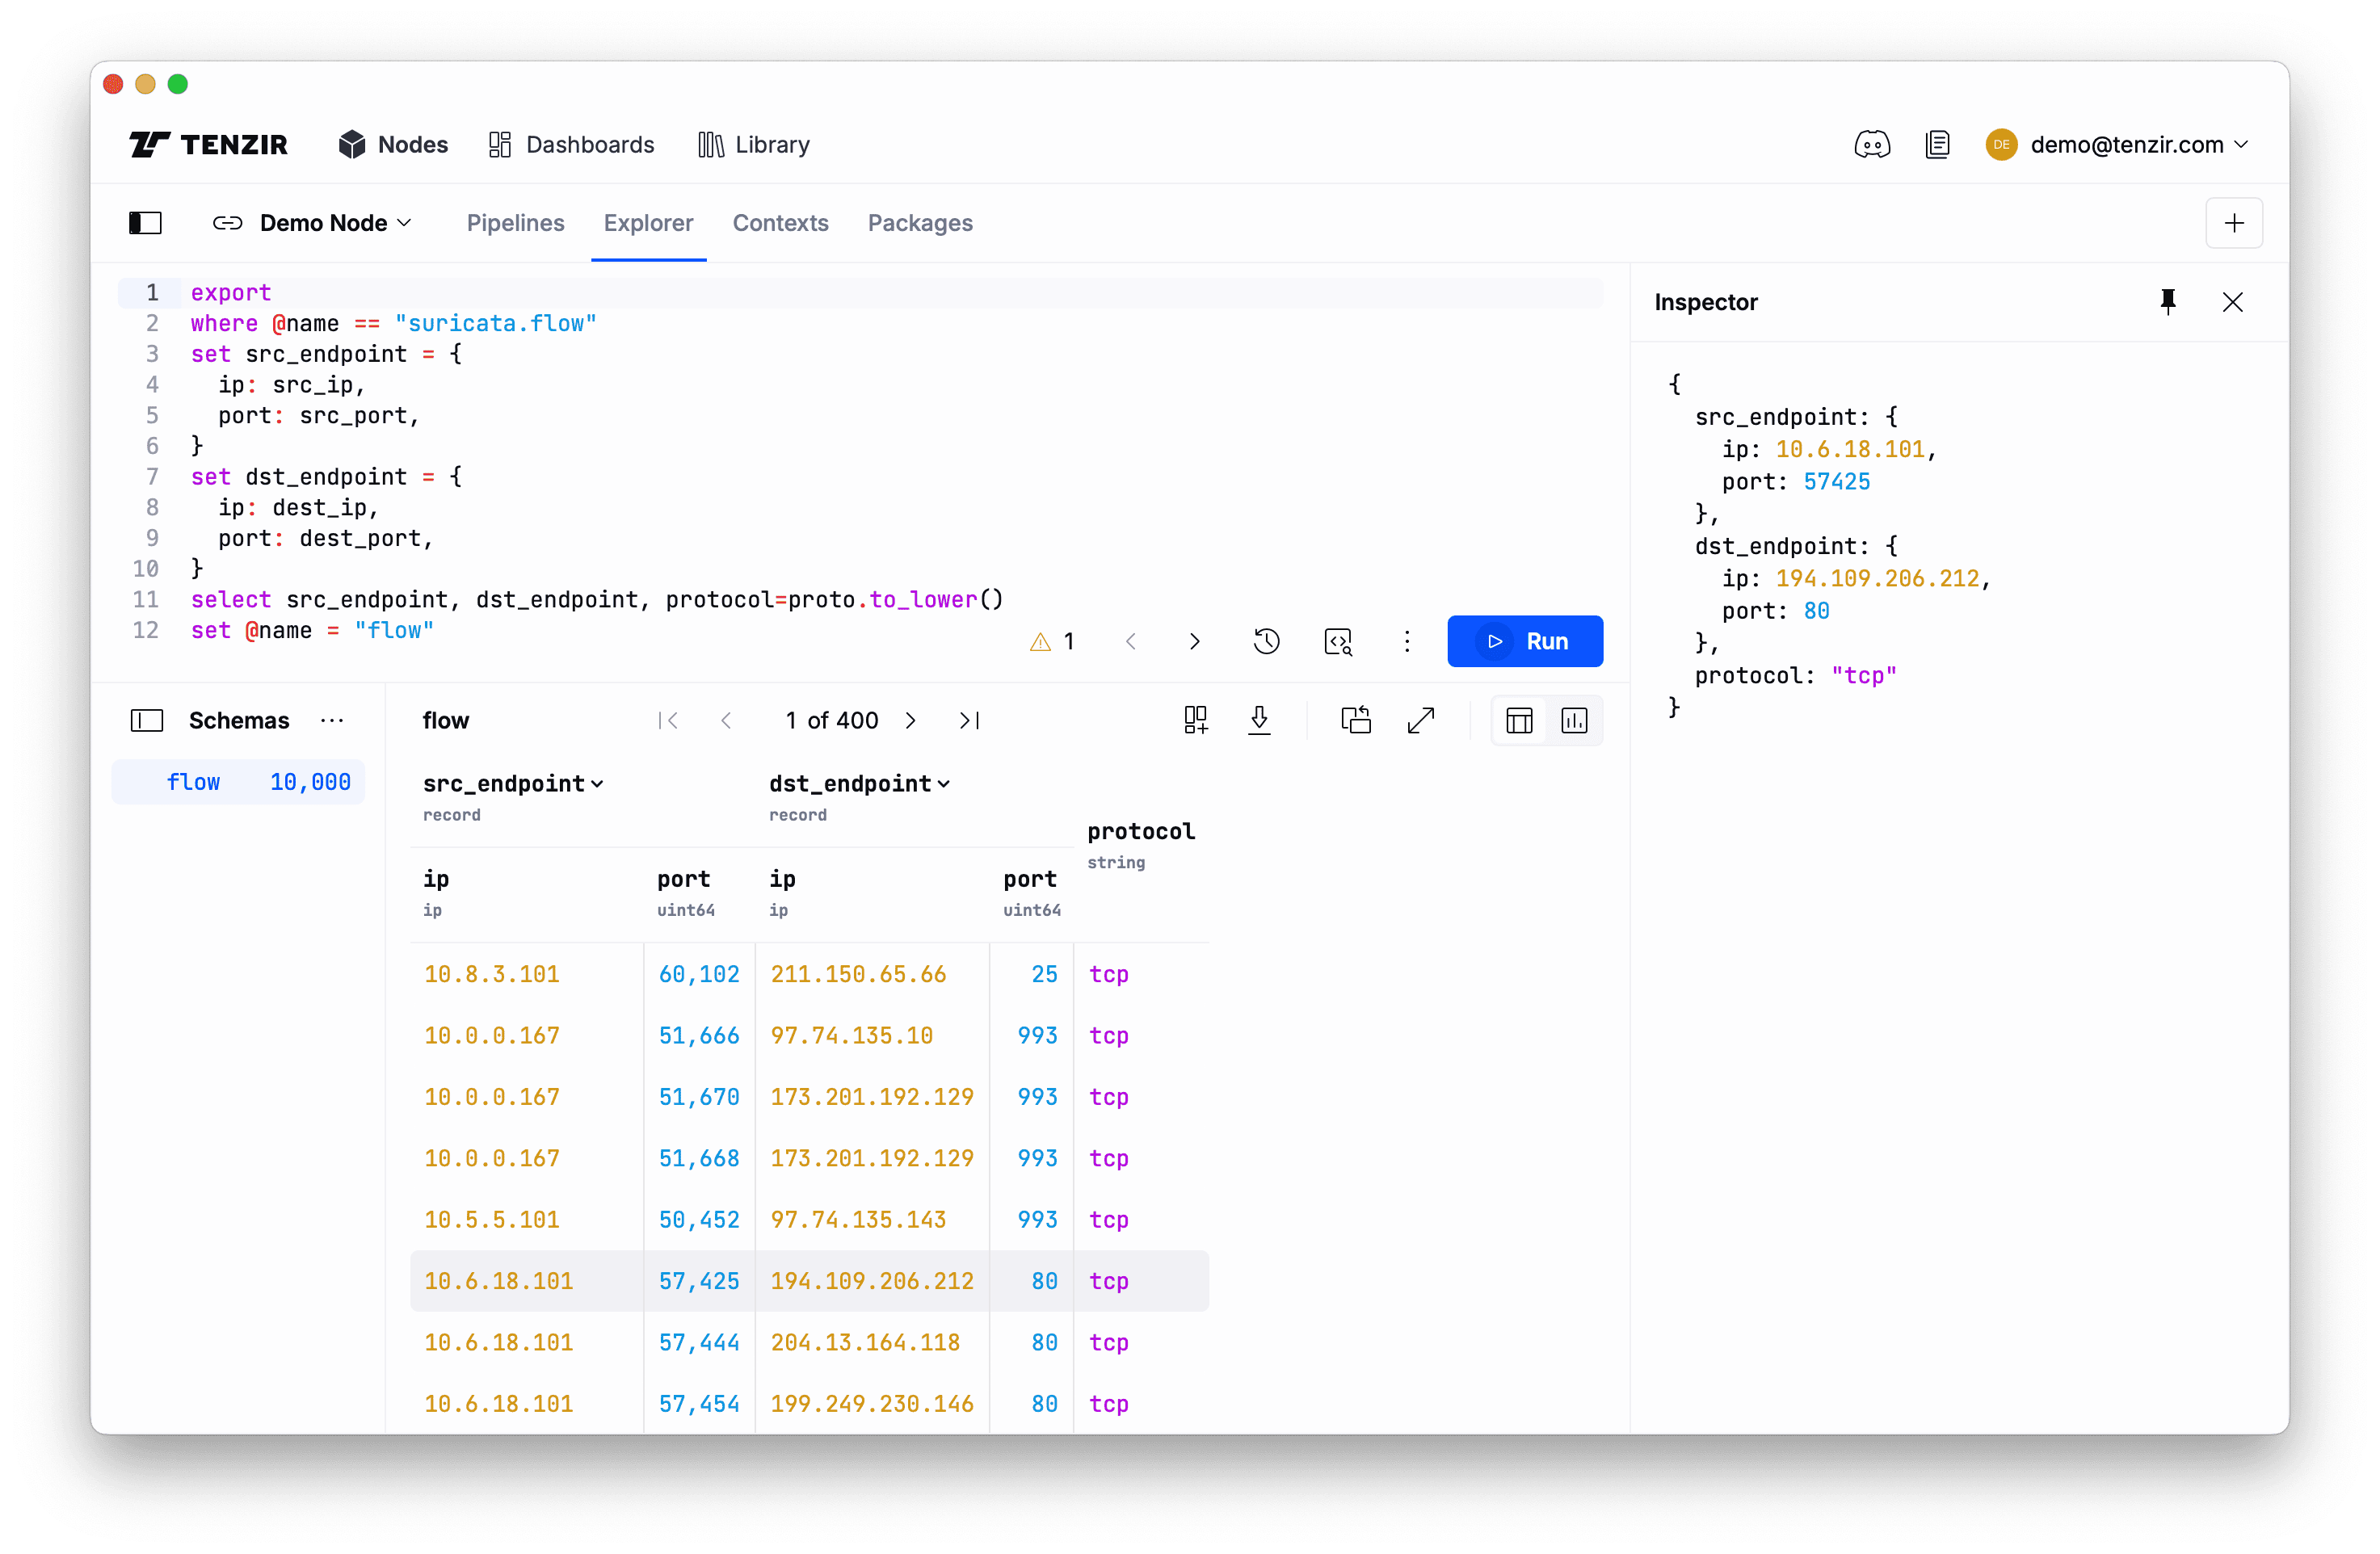 TENZIR Nodes Dashboards Library DE demo@tenzir.com
Demo Node Pipelines Explorer Contexts Packages
1 export
2 where @name == "suricata.flow"
3 set src_endpoint = {
4 ip: src_ip,
5 port: src_port,
6 }
7 set dst_endpoint = {
8 ip: dest_ip,
9 port: dest_port,
10 }
11 select src_endpoint, dst_endpoint, protocol=proto.to_lower()
12 set @name = "flow"
1 Run
Inspector
{
src_endpoint: {
ip: 10.6.18.101,
port: 57425
},
dst_endpoint: {
ip: 194.109.206.212,
port: 80
},
protocol: "tcp"
}
Schemas
flow 10,000
flow 1 of 400
src_endpoint dst_endpoint
record record
protocol
string
ip port ip port
ip uint64 ip uint64
10.8.3.101 60,102 211.150.65.66 25 tcp
10.0.0.167 51,666 97.74.135.10 993 tcp
10.0.0.167 51,670 173.201.192.129 993 tcp
10.0.0.167 51,668 173.201.192.129 993 tcp
10.5.5.101 50,452 97.74.135.143 993 tcp
10.6.18.101 57,425 194.109.206.212 80 tcp
10.6.18.101 57,444 204.13.164.118 80 tcp
10.6.18.101 57,454 199.249.230.146 80 tcp